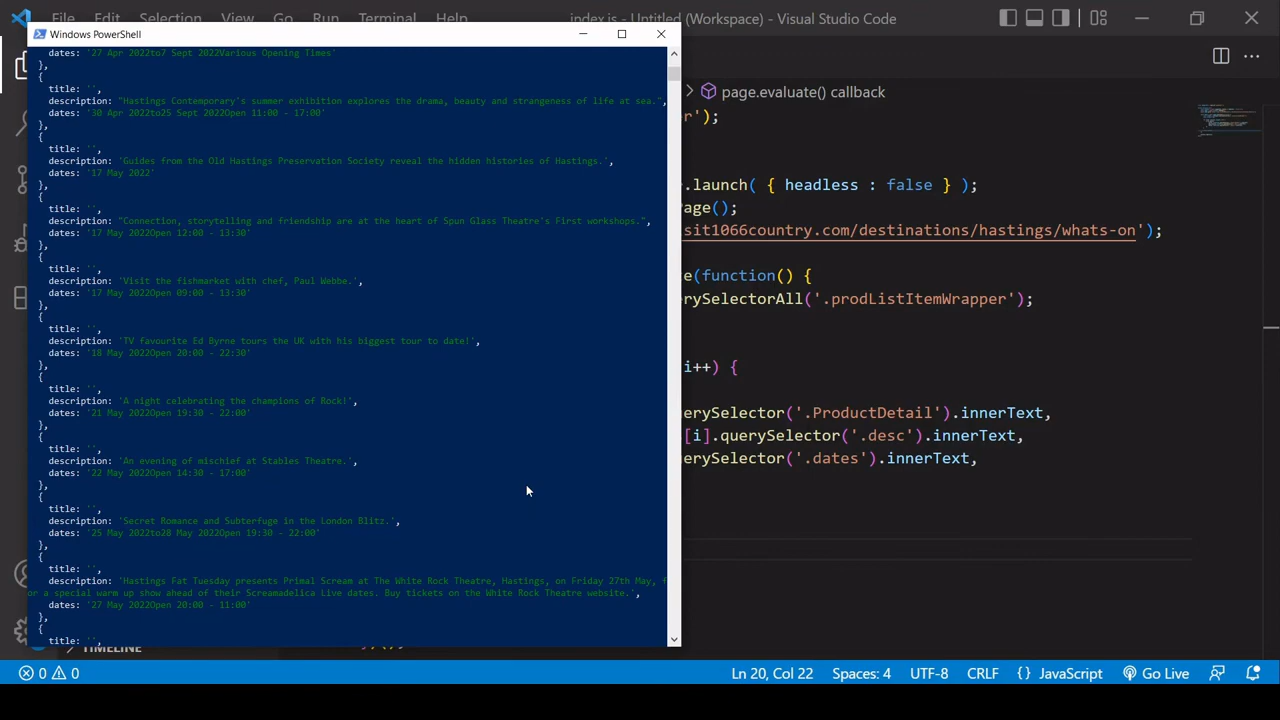 File Edit Selection View Go Run Terminal Help index.js - Untitled (Workspace) - Visual Studio Code
Windows PowerShell
dates: '27 Apr 2022to7 Sept 2022Various Opening Times'
},
{
title: '',
description: "Hastings Contemporary's summer exhibition explores the drama, beauty and strangeness of life at sea.",
dates: '30 Apr 2022to25 Sept 2022Open 11:00 - 17:00'
},
{
title: '',
description: 'Guides from the Old Hastings Preservation Society reveal the hidden histories of Hastings.',
dates: '17 May 2022'
},
{
title: '',
description: "Connection, storytelling and friendship are at the heart of Spun Glass Theatre's First workshops.",
dates: '17 May 2022Open 12:00 - 13:30'
},
{
title: '',
description: 'Visit the fishmarket with chef, Paul Webbe.',
dates: '17 May 2022Open 09:00 - 13:30'
},
{
title: '',
description: 'TV favourite Ed Byrne tours the UK with his biggest tour to date!',
dates: '18 May 2022Open 20:00 - 22:30'
},
{
title: '',
description: 'A night celebrating the champions of Rock!',
dates: '21 May 2022Open 19:30 - 22:00'
},
{
title: '',
description: 'An evening of mischief at Stables Theatre.',
dates: '22 May 2022Open 14:30 - 17:00'
},
{
title: '',
description: 'Secret Romance and Subterfuge in the London Blitz.',
dates: '25 May 2022to28 May 2022Open 19:30 - 22:00'
},
{
title: '',
description: 'Hastings Fat Tuesday presents Primal Scream at The White Rock Theatre, Hastings, on Friday 27th May, f
or a special warm up show ahead of their Screamadelica Live dates. Buy tickets on the White Rock Theatre website.',
dates: '27 May 2022Open 20:00 - 11:00'
},
{
title: '',
page.evaluate() callback
r');
.launch( { headless : false } );
age();
sit1066country.com/destinations/hastings/whats-on');
e(function() {
rySelectorAll('.prodListItemWrapper');
i++) {
erySelector('.ProductDetail').innerText,
[i].querySelector('.desc').innerText,
erySelector('.dates').innerText,
TIMELINE
0 0 Ln 20, Col 22 Spaces: 4 UTF-8 CRLF {} JavaScript Go Live